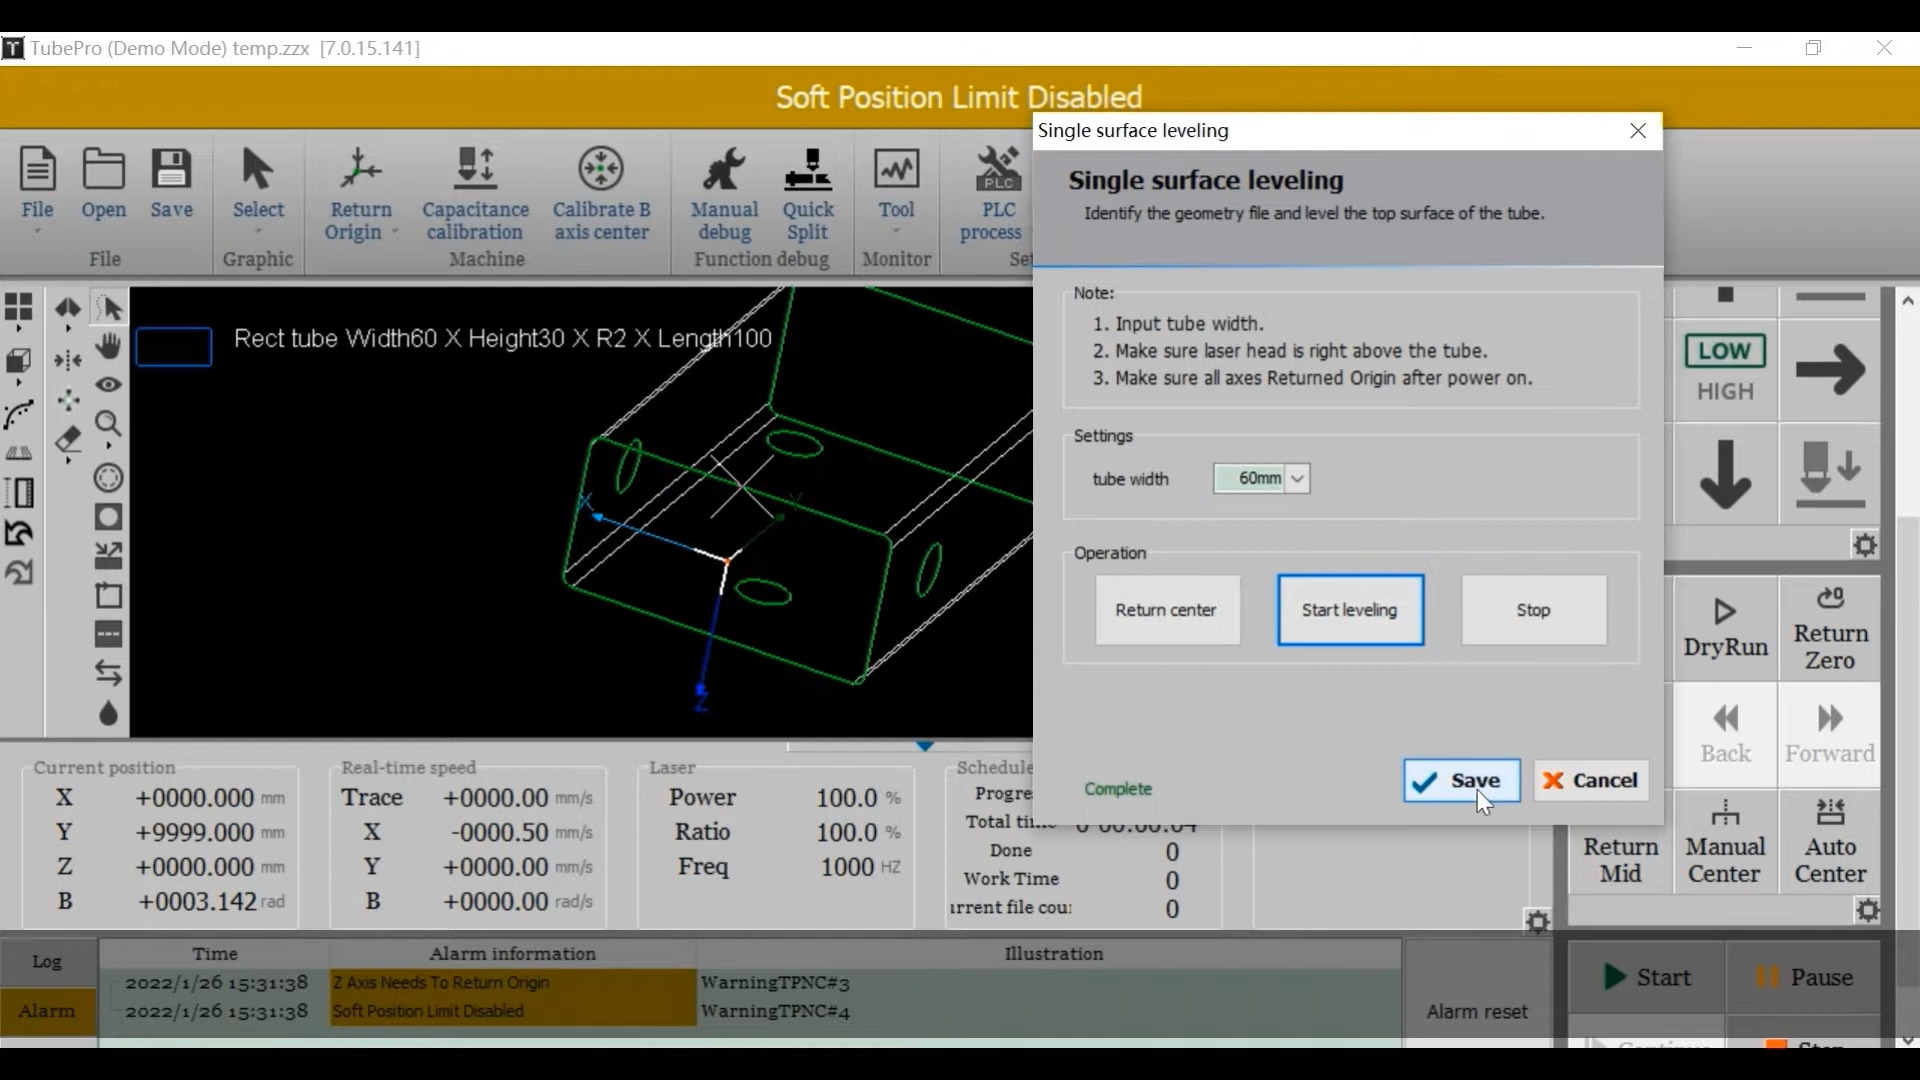 TubePro (Demo Mode) temp.zzx [7.0.15.141]
Soft Position Limit Disabled
File
Open
Save
File
Select
Graphic
Return Origin
Capacitance calibration
Calibrate B axis center
Machine
Manual debug
Quick Split
Function debug
Tool
Monitor
PLC
PLC process
Single surface leveling
Single surface leveling
Identify the geometry file and level the top surface of the tube.
Note:
1. Input tube width.
2. Make sure laser head is right above the tube.
3. Make sure all axes Returned Origin after power on.
Settings
tube width 60mm
Operation
Return center
Start leveling
Stop
Complete
Save
Cancel
Rect tube Width60 X Height30 X R2 X Length100
X
Y
Z
LOW
HIGH
DryRun
Return Zero
Back
Forward
Return Mid
Manual Center
Auto Center
Current position
X +0000.000 mm
Y +9999.000 mm
Z +0000.000 mm
B +0003.142 rad
Real-time speed
Trace +0000.00 mm/s
X -0000.50 mm/s
Y +0000.00 mm/s
B +0000.00 rad/s
Laser
Power 100.0 %
Ratio 100.0 %
Freq 1000 HZ
Schedule
Progre
Total
Done 0
Work Time 0
urrent file cou: 0
Log
Alarm
Time Alarm information Illustration
2022/1/26 15:31:38 Z Axis Needs To Return Origin WarningTPNC#3
2022/1/26 15:31:38 Soft Position Limit Disabled WarningTPNC#4
Alarm reset
Start
Pause